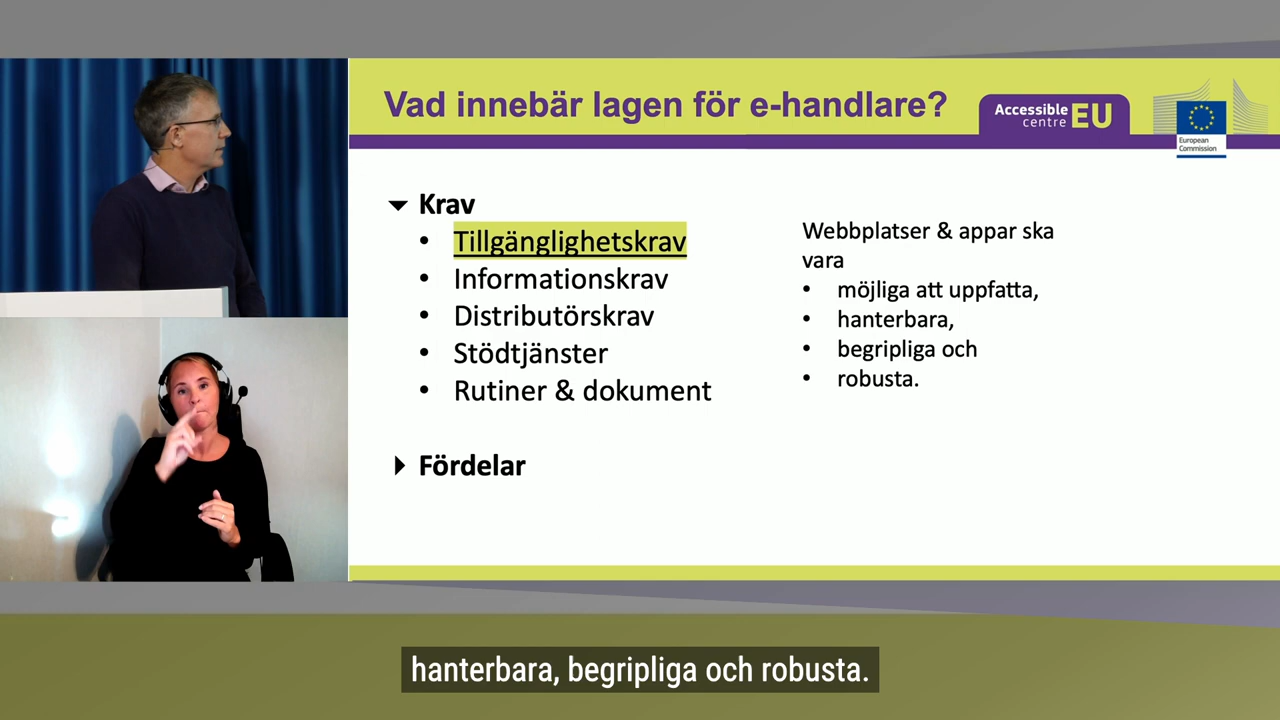 Vad innebär lagen för e-handlare?
Accessible
centre EU
European
Commission
Krav
• Tillgänglighetskrav
• Informationskrav
• Distributörskrav
• Stödtjänster
• Rutiner & dokument
Fördelar
Webbplatser & appar ska
vara
• möjliga att uppfatta,
• hanterbara,
• begripliga och
• robusta.
hanterbara, begripliga och robusta.